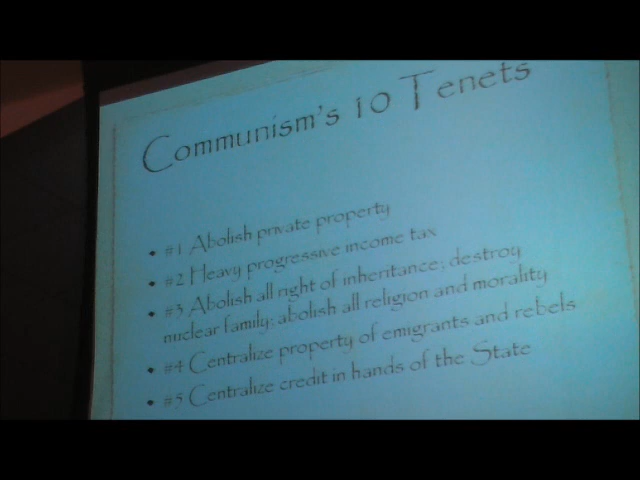 Communism's 10 Tenets
• #1 Abolish private property
• #2 Heavy progressive income tax
• #3 Abolish all right of inheritance; destroy
nuclear family; abolish all religion and morality
• #4 Centralize property of emigrants and rebels
• #5 Centralize credit in hands of the State